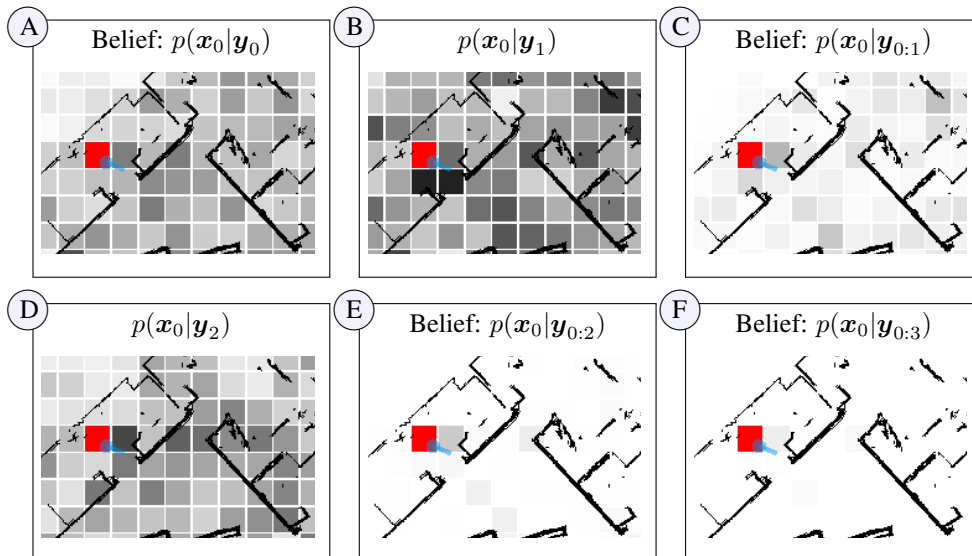 A
Belief: p(x₀|y₀)
B
p(x₀|y₁)
C
Belief: p(x₀|y₀:₁)
D
p(x₀|y₂)
E
Belief: p(x₀|y₀:₂)
F
Belief: p(x₀|y₀:₃)